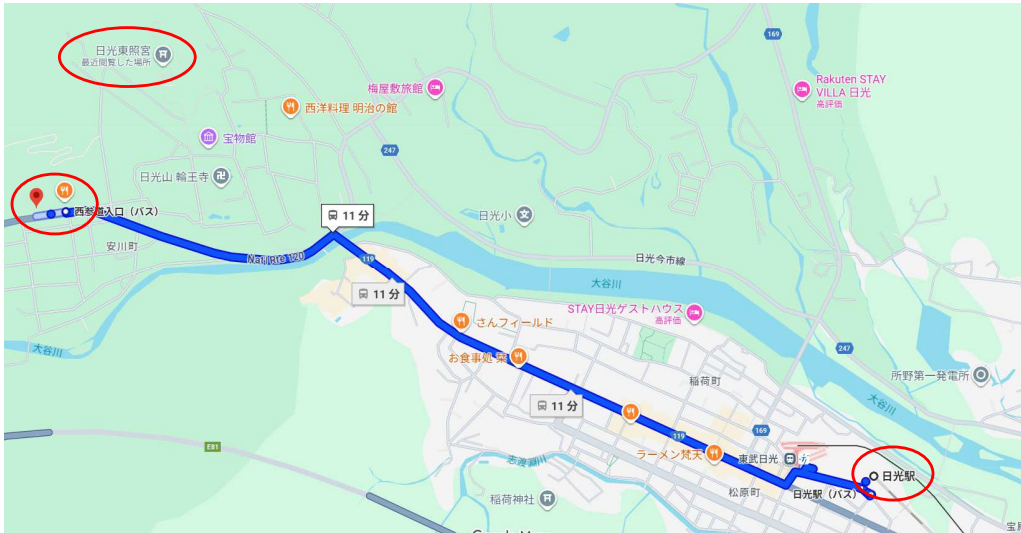 169
日光東照宮
最近閲覧した場所
Rakuten STAY
VILLA 日光
高評価
梅屋敷旅館
西洋料理 明治の館
宝物館
247
日光山 輪王寺
西参道入口（バス）
11 分
日光小
安川町
Nat'l Rte 120
119
日光今市線
大谷川
11 分
STAY日光ゲストハウス
高評価
さんフィールド
大谷川
247
お食事処 栞
所野第一発電所
稲荷町
大谷川
11 分
169
119
E81
ラーメン梵天
東武日光
志渡渕川
日光駅
松原町
日光駅（バス）
稲荷神社